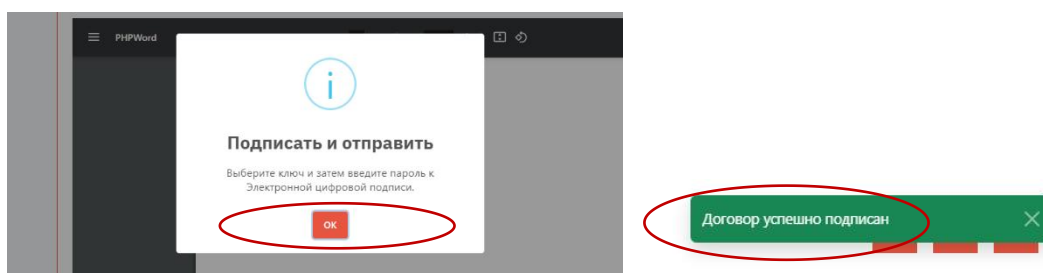 PHPWord
Подписать и отправить
Выберите ключ и затем введите пароль к
Электронной цифровой подписи.
ОК
Договор успешно подписан